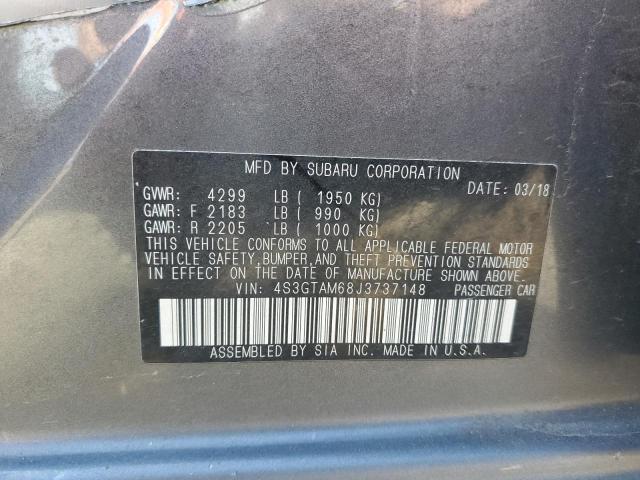 MFD BY SUBARU CORPORATION
DATE: 03/18
GVWR: 4299 LB ( 1950 KG)
GAWR: F 2183 LB ( 990 KG)
GAWR: R 2205 LB ( 1000 KG)
THIS VEHICLE CONFORMS TO ALL APPLICABLE FEDERAL MOTOR
VEHICLE SAFETY, BUMPER, AND THEFT PREVENTION STANDARDS
IN EFFECT ON THE DATE OF MANUFACTURE SHOWN ABOVE.
VIN: 4S3GTAM68J3737148 PASSENGER CAR
ASSEMBLED BY SIA INC. MADE IN U.S.A.